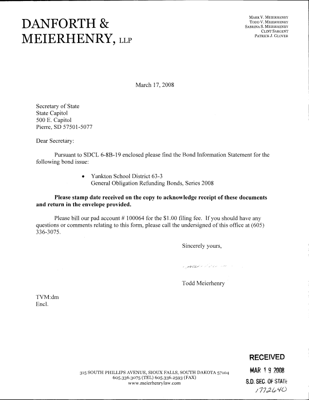 DANFORTH &
MEIERHENRY, LLP
MARK V. MEIERHENRY
TODD V. MEIERHENRY
SABRINA S. MEIERHENRY
CLINT SARGENT
PATRICK J. GLOVER
March 17, 2008
Secretary of State
State Capitol
500 E. Capitol
Pierre, SD 57501-5077
Dear Secretary:
Pursuant to SDCL 6-8B-19 enclosed please find the Bond Information Statement for the
following bond issue:
• Yankton School District 63-3
General Obligation Refunding Bonds, Series 2008
Please stamp date received on the copy to acknowledge receipt of these documents
and return in the envelope provided.
Please bill our pad account # 100064 for the $1.00 filing fee. If you should have any
questions or comments relating to this form, please call the undersigned of this office at (605)
336-3075.
Sincerely yours,
Todd Meierhenry
TVM:dm
Encl.
RECEIVED
MAR 19 2008
S.D. SEC. OF STATE
1772640
315 SOUTH PHILLIPS AVENUE, SIOUX FALLS, SOUTH DAKOTA 57104
605.336.3075 (TEL) 605.336.2593 (FAX)
www.meierhenrylaw.com